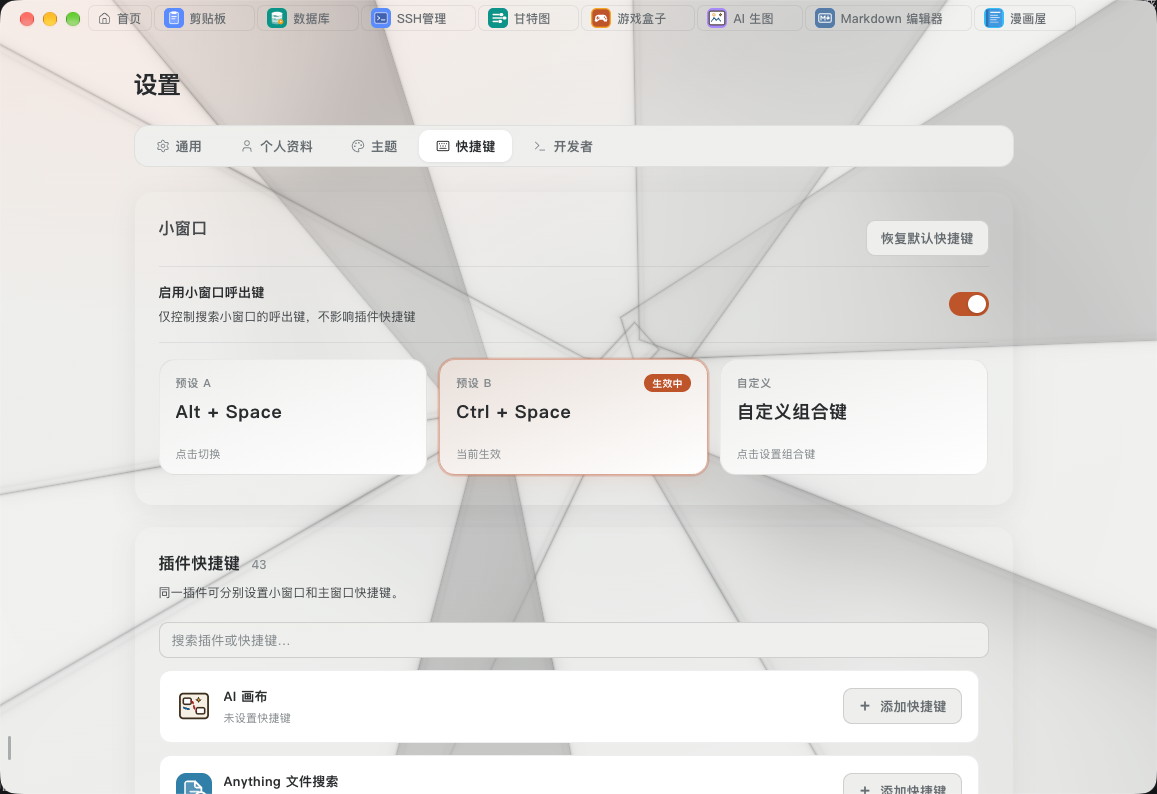 首页
剪贴板
数据库
SSH管理
甘特图
游戏盒子
AI 生图
Markdown 编辑器
漫画屋
设置
通用
个人资料
主题
快捷键
开发者
小窗口
恢复默认快捷键
启用小窗口呼出键
仅控制搜索小窗口的呼出键，不影响插件快捷键
预设 A
Alt + Space
点击切换
预设 B
生效中
Ctrl + Space
当前生效
自定义
自定义组合键
点击设置组合键
插件快捷键 43
同一插件可分别设置小窗口和主窗口快捷键。
搜索插件或快捷键...
AI 画布
未设置快捷键
+ 添加快捷键
Anything 文件搜索
+ 添加快捷键